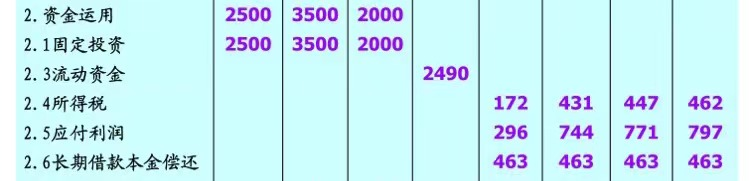 2.资金运用 2500 3500 2000
2.1固定投资 2500 3500 2000
2.3流动资金 2490
2.4所得税 172 431 447 462
2.5应付利润 296 744 771 797
2.6长期借款本金偿还 463 463 463 463